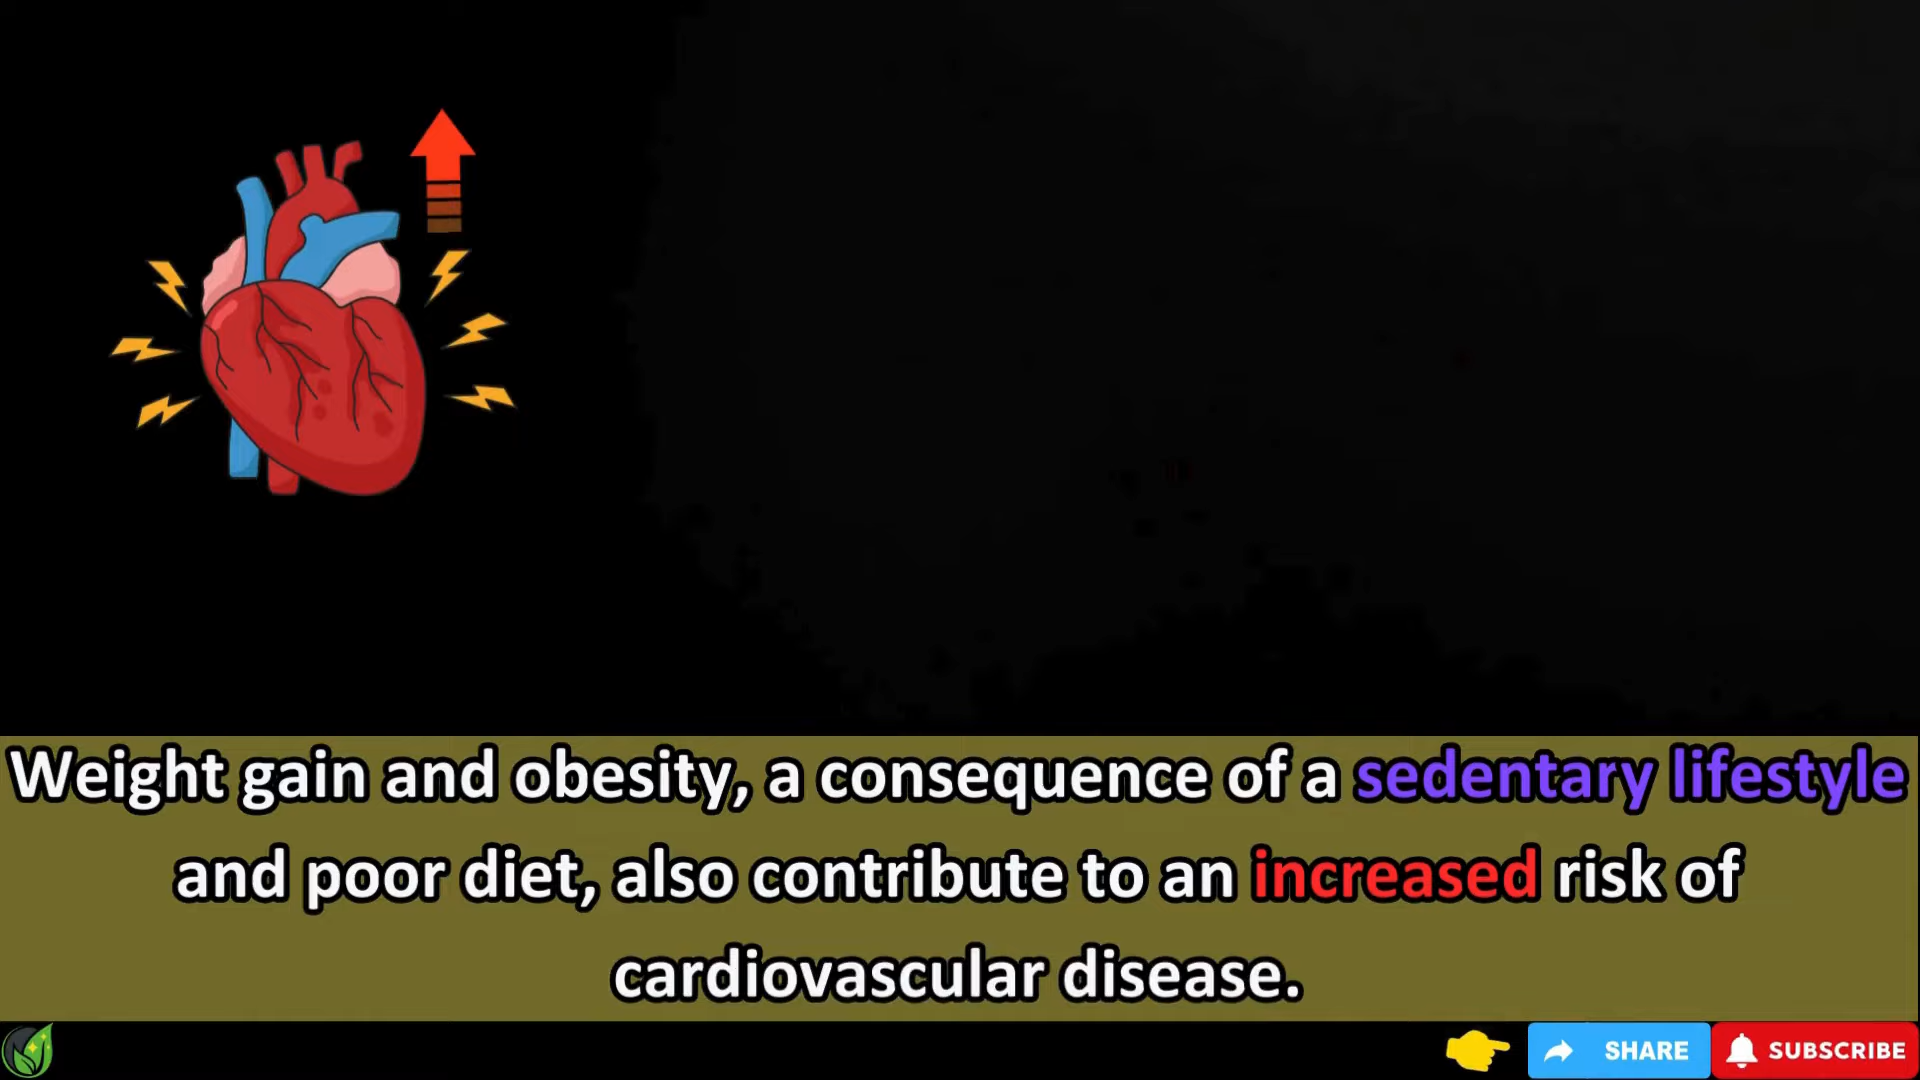 Weight gain and obesity, a consequence of a sedentary lifestyle
and poor diet, also contribute to an increased risk of
cardiovascular disease.
SHARE
SUBSCRIBE